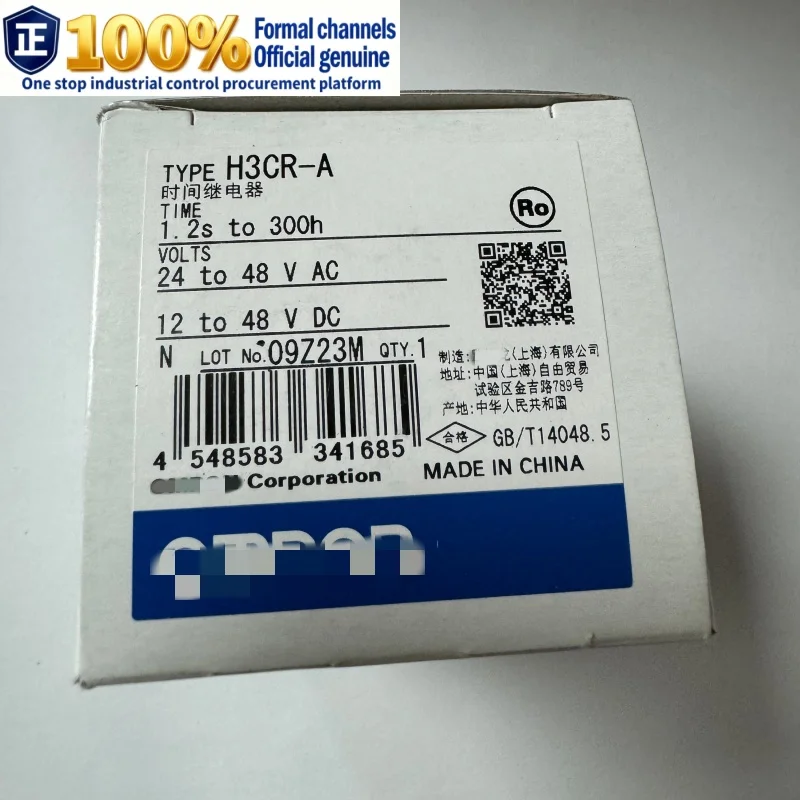 正
100%
Formal channels
Official genuine
One stop industrial control procurement platform
TYPE H3CR-A
时间继电器
TIME
1.2s to 300h
Ro
VOLTS
24 to 48 V AC
12 to 48 V DC
N LOT No. 09Z23M QTY.1
制造: (上海)有限公司
地址:中国(上海)自由贸易
试验区金吉路789号
产地:中华人民共和国
合格 GB/T14048.5
4 548583 341685
Corporation
MADE IN CHINA